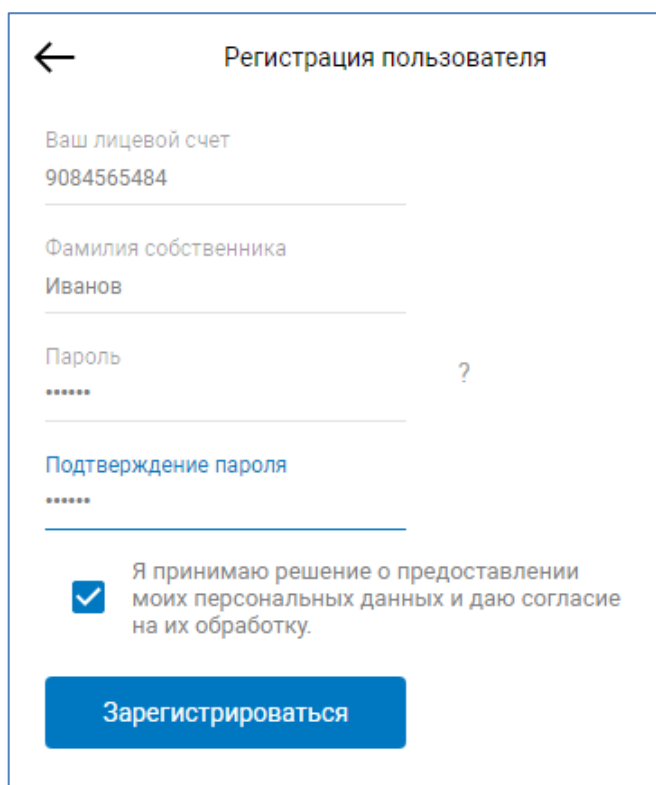 Регистрация пользователя
Ваш лицевой счет
9084565484
Фамилия собственника
Иванов
Пароль
?
••••••
Подтверждение пароля
••••••
Я принимаю решение о предоставлении
моих персональных данных и даю согласие
на их обработку.
Зарегистрироваться